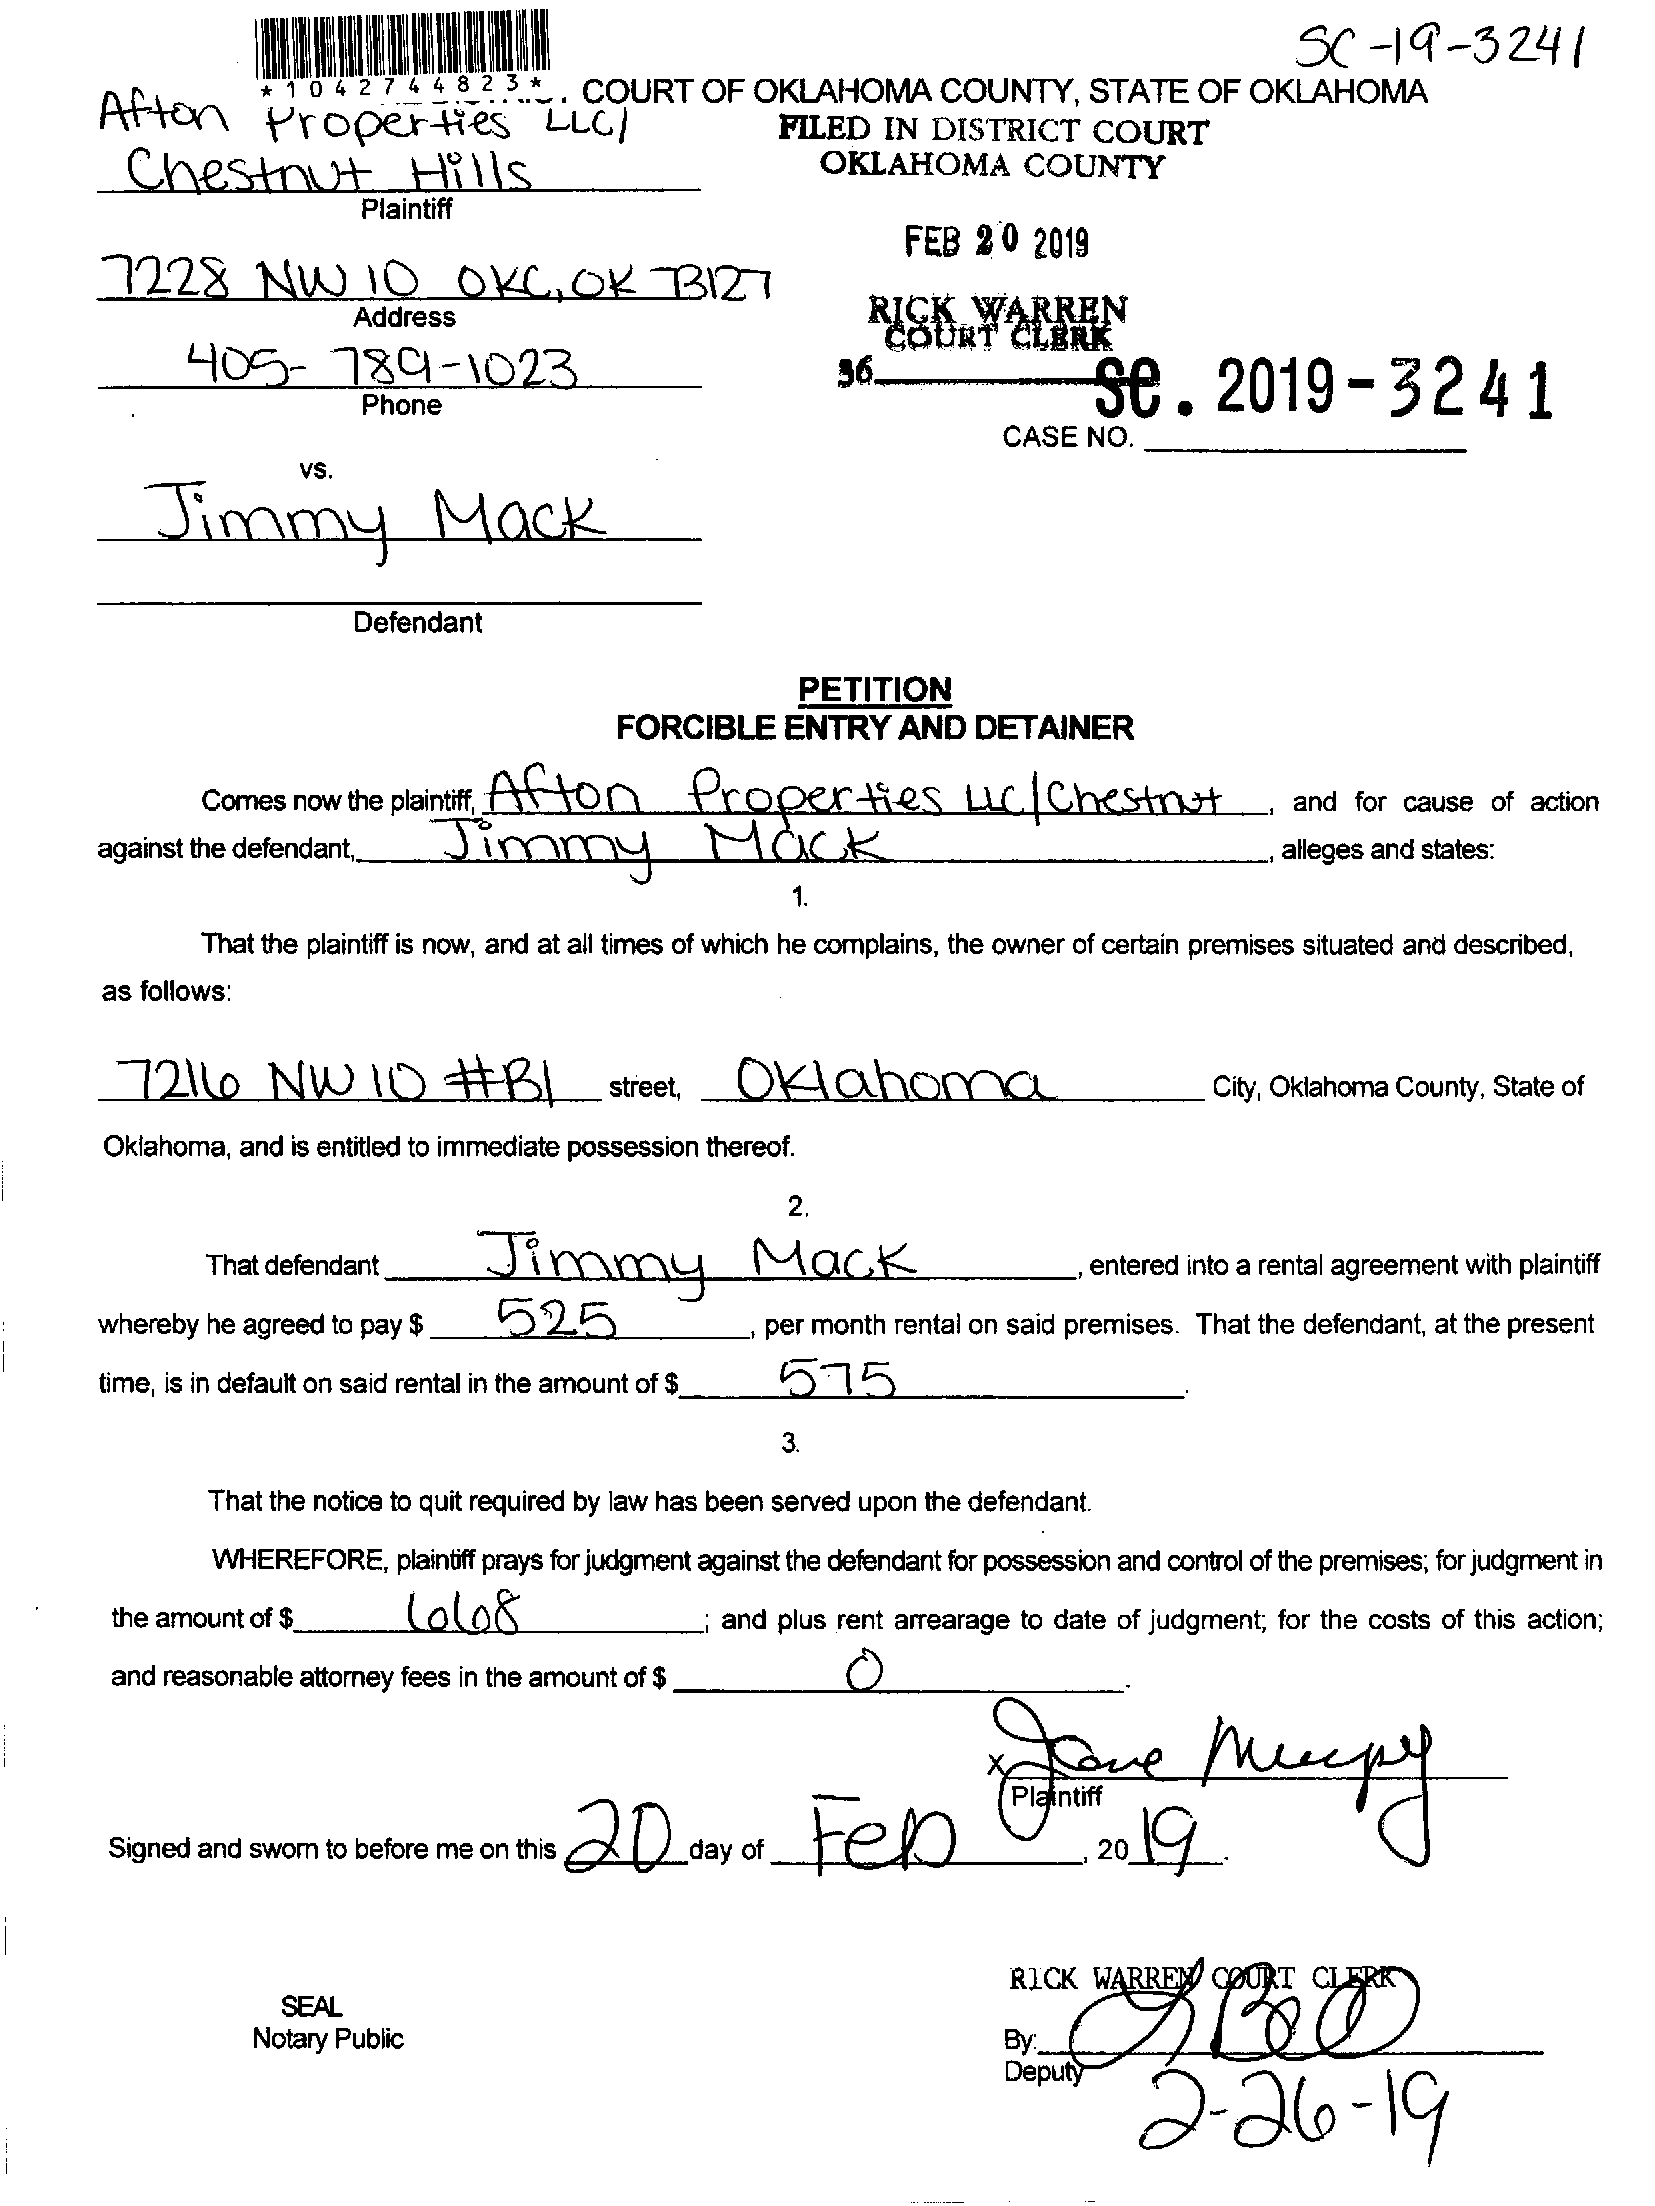 SC-19-3241
*1042744823*
COURT OF OKLAHOMA COUNTY, STATE OF OKLAHOMA
Afton Properties LLC/
FILED IN DISTRICT COURT
OKLAHOMA COUNTY
Chestnut Hills
Plaintiff
FEB 20 2019
7228 NW 10 OKC, OK 73127
Address
RICK WARREN
COURT CLERK
405-789-1023
36
SC. 2019-3241
Phone
CASE NO.
vs.
Jimmy Mack
Defendant
PETITION
FORCIBLE ENTRY AND DETAINER
Comes now the plaintiff, Afton Properties LLC/Chestnut, and for cause of action
against the defendant, Jimmy Mack, alleges and states:
1.
That the plaintiff is now, and at all times of which he complains, the owner of certain premises situated and described,
as follows:
7216 NW 10 #B1 street, Oklahoma City, Oklahoma County, State of
Oklahoma, and is entitled to immediate possession thereof.
2.
That defendant Jimmy Mack, entered into a rental agreement with plaintiff
whereby he agreed to pay $ 525, per month rental on said premises. That the defendant, at the present
time, is in default on said rental in the amount of $ 575.
3.
That the notice to quit required by law has been served upon the defendant.
WHEREFORE, plaintiff prays for judgment against the defendant for possession and control of the premises; for judgment in
the amount of $ 668; and plus rent arrearage to date of judgment; for the costs of this action;
and reasonable attorney fees in the amount of $ 0.
x
Plaintiff
Signed and sworn to before me on this 20 day of Feb, 2019.
RICK WARREN COURT CLERK
SEAL
Notary Public
By:
Deputy
2-26-19